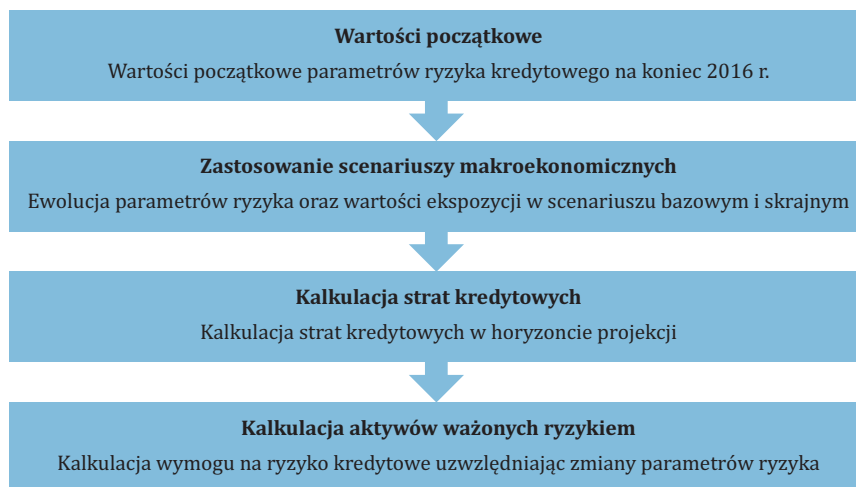 Wartości początkowe
Wartości początkowe parametrów ryzyka kredytowego na koniec 2016 r.
Zastosowanie scenariuszy makroekonomicznych
Ewolucja parametrów ryzyka oraz wartości ekspozycji w scenariuszu bazowym i skrajnym
Kalkulacja strat kredytowych
Kalkulacja strat kredytowych w horyzoncie projekcji
Kalkulacja aktywów ważonych ryzykiem
Kalkulacja wymogu na ryzyko kredytowe uzwzlędniając zmiany parametrów ryzyka